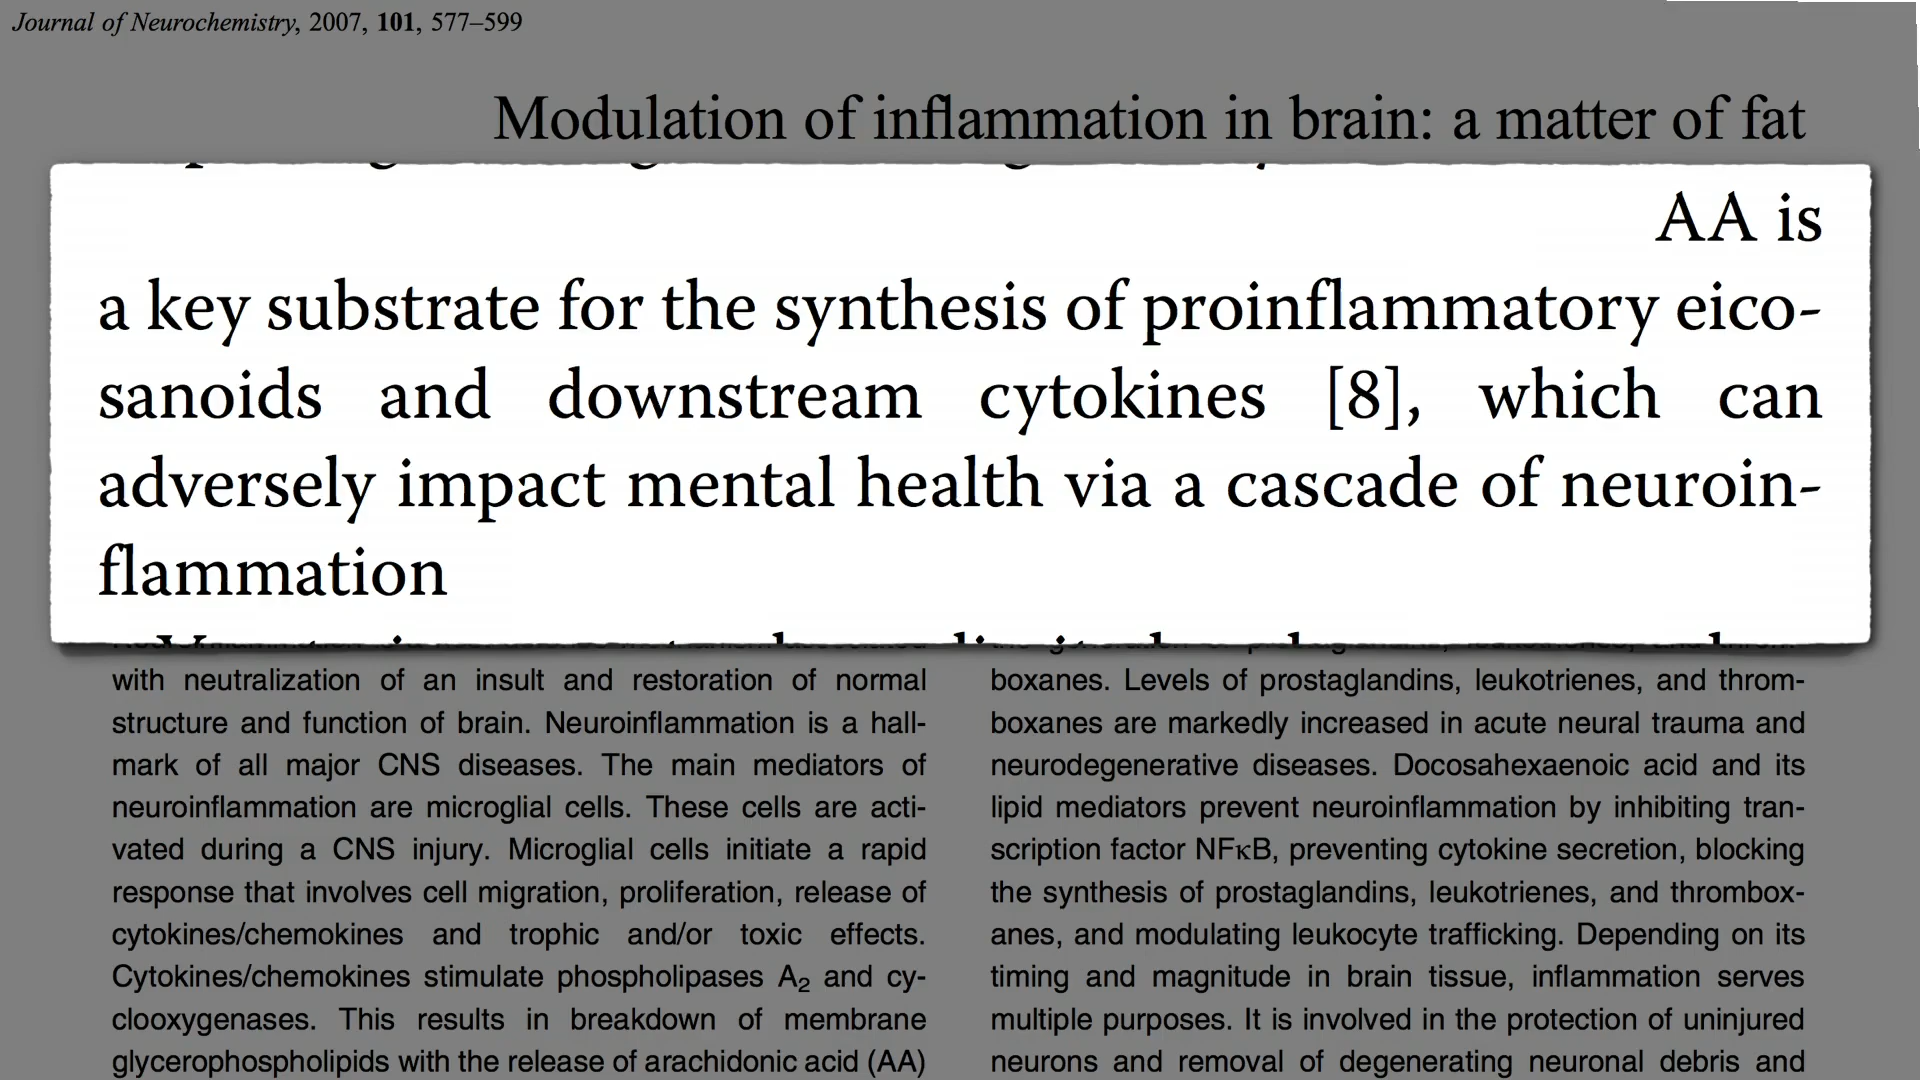 Journal of Neurochemistry, 2007, 101, 577–599
Modulation of inflammation in brain: a matter of fat
AA is
a key substrate for the synthesis of proinflammatory eico-
sanoids and downstream cytokines [8], which can
adversely impact mental health via a cascade of neuroin-
flammation
with neutralization of an insult and restoration of normal
structure and function of brain. Neuroinflammation is a hall-
mark of all major CNS diseases. The main mediators of
neuroinflammation are microglial cells. These cells are acti-
vated during a CNS injury. Microglial cells initiate a rapid
response that involves cell migration, proliferation, release of
cytokines/chemokines and trophic and/or toxic effects.
Cytokines/chemokines stimulate phospholipases A₂ and cy-
clooxygenases. This results in breakdown of membrane
glycerophospholipids with the release of arachidonic acid (AA)
boxanes. Levels of prostaglandins, leukotrienes, and throm-
boxanes are markedly increased in acute neural trauma and
neurodegenerative diseases. Docosahexaenoic acid and its
lipid mediators prevent neuroinflammation by inhibiting tran-
scription factor NFκB, preventing cytokine secretion, blocking
the synthesis of prostaglandins, leukotrienes, and thrombox-
anes, and modulating leukocyte trafficking. Depending on its
timing and magnitude in brain tissue, inflammation serves
multiple purposes. It is involved in the protection of uninjured
neurons and removal of degenerating neuronal debris and